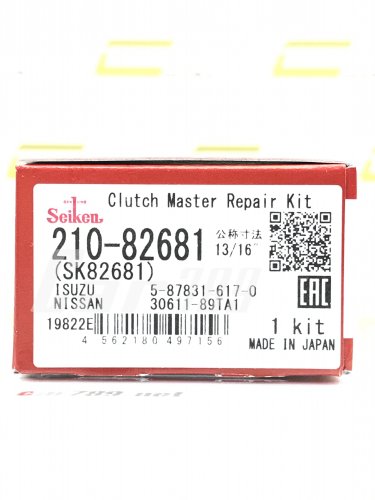 Seiken
Clutch Master Repair Kit
210-82681
公称寸法
13/16"
(SK82681)
ISUZU 5-87831-617-0
NISSAN 30611-89TA1
EAC
19822E
1 kit
4 562180 497156
MADE IN JAPAN